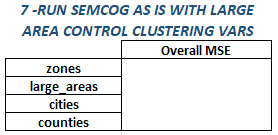 7 -RUN SEMCOG AS IS WITH LARGE
AREA CONTROL CLUSTERING VARS
Overall MSE
zones
large_areas
cities
counties